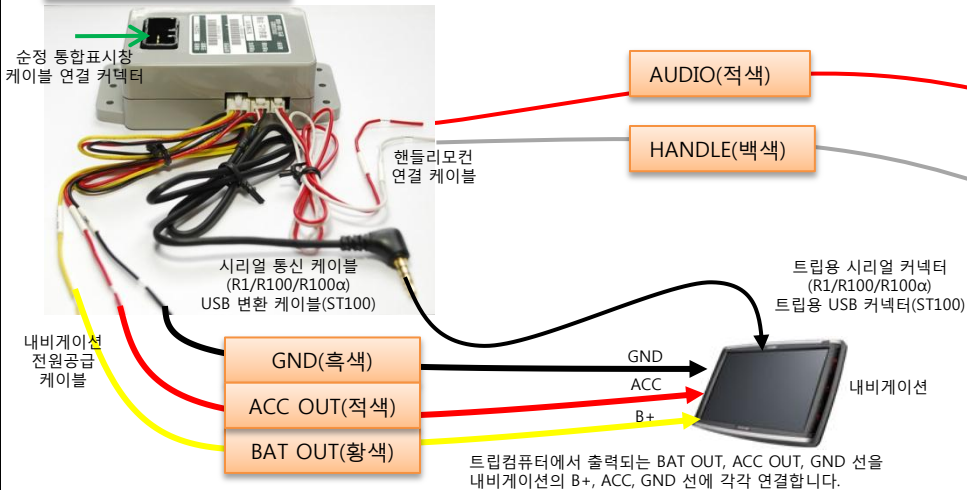 순정 통합표시창
케이블 연결 커넥터
AUDIO(적색)
HANDLE(백색)
핸들리모컨
연결 케이블
시리얼 통신 케이블
(R1/R100/R100α)
USB 변환 케이블(ST100)
트립용 시리얼 커넥터
(R1/R100/R100α)
트립용 USB 커넥터(ST100)
내비게이션
전원공급
케이블
GND(흑색)
GND
ACC OUT(적색)
ACC
BAT OUT(황색)
B+
내비게이션
트립컴퓨터에서 출력되는 BAT OUT, ACC OUT, GND 선을
내비게이션의 B+, ACC, GND 선에 각각 연결합니다.